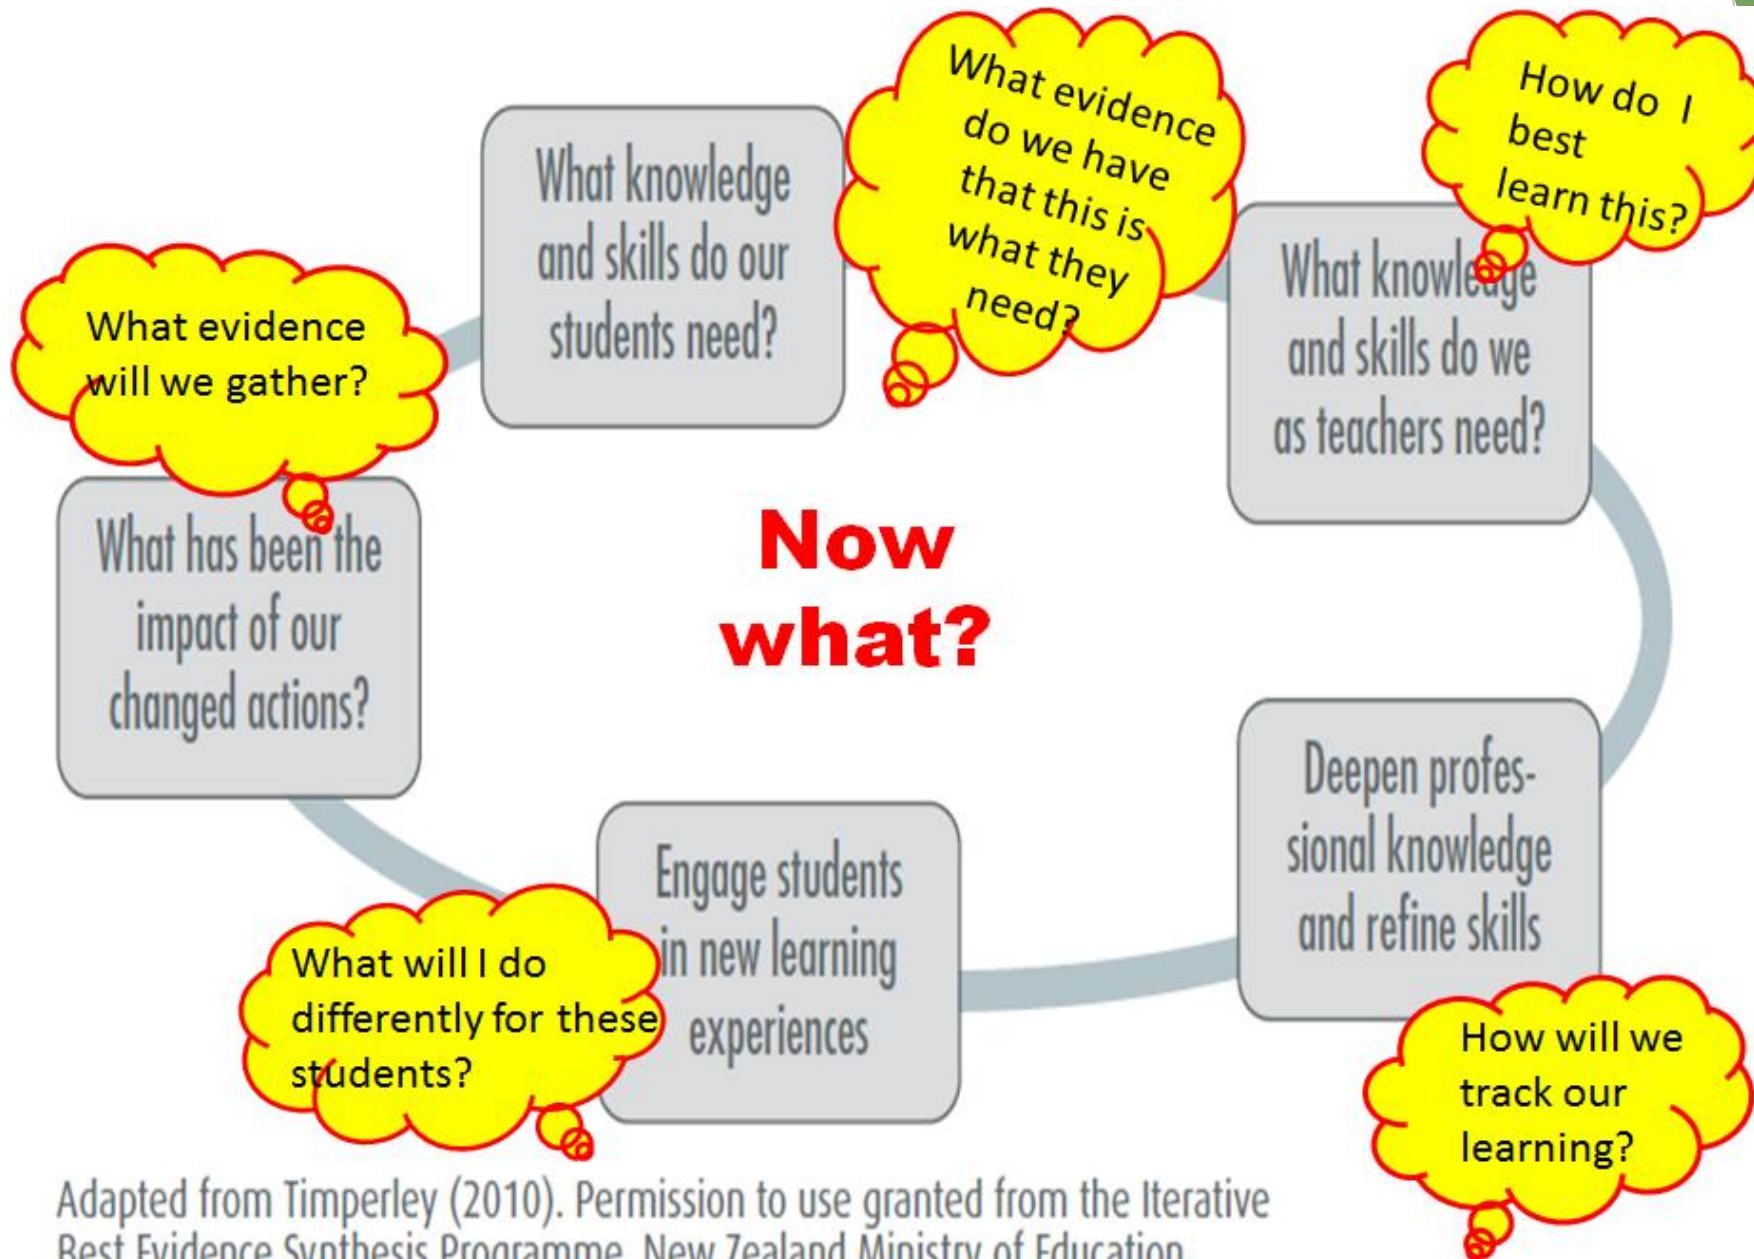 What knowledge
and skills do our
students need?
What evidence
do we have
that this is
what they
need?
How do I
best
learn this?
What knowledge
and skills do we
as teachers need?
What evidence
will we gather?
What has been the
impact of our
changed actions?
Now
what?
Deepen profes-
sional knowledge
and refine skills
Engage students
in new learning
experiences
What will I do
differently for these
students?
How will we
track our
learning?
Adapted from Timperley (2010). Permission to use granted from the Iterative
Best Evidence Synthesis Programme, New Zealand Ministry of Education